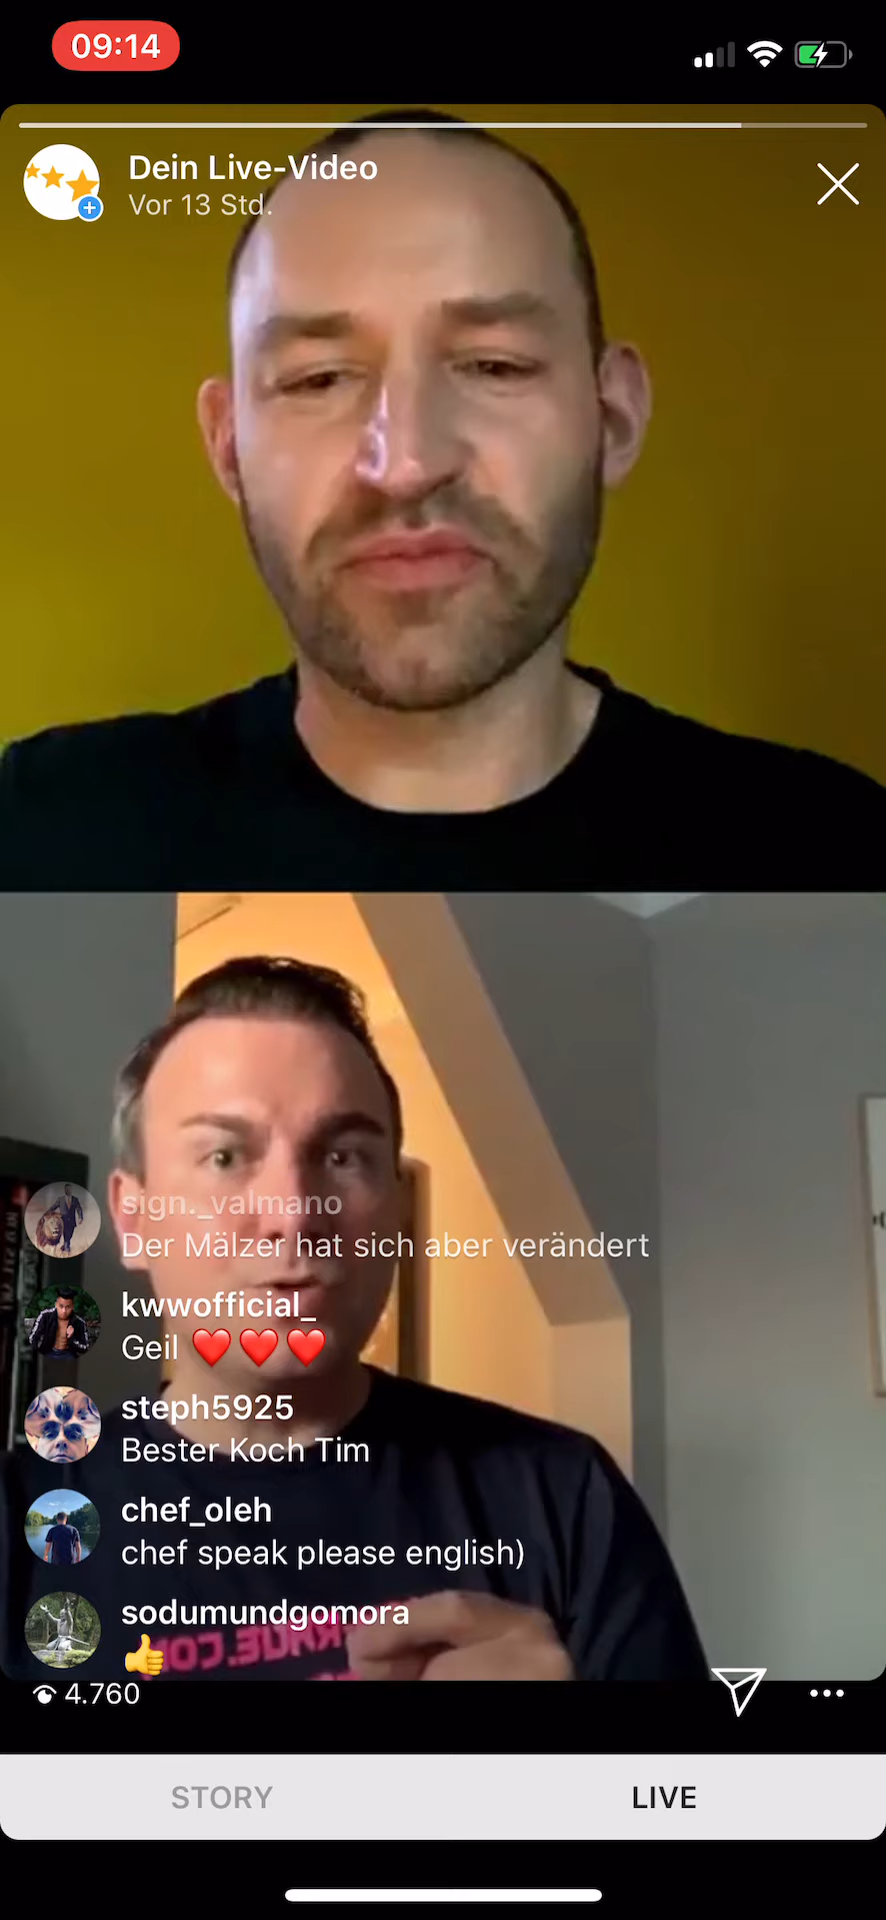 09:14
Dein Live-Video
Vor 13 Std.
sign._valmano
Der Mälzer hat sich aber verändert
kwwofficial_
Geil ❤️❤️❤️
steph5925
Bester Koch Tim
chef_oleh
chef speak please english)
sodumundgomora
👍
4.760
STORY
LIVE